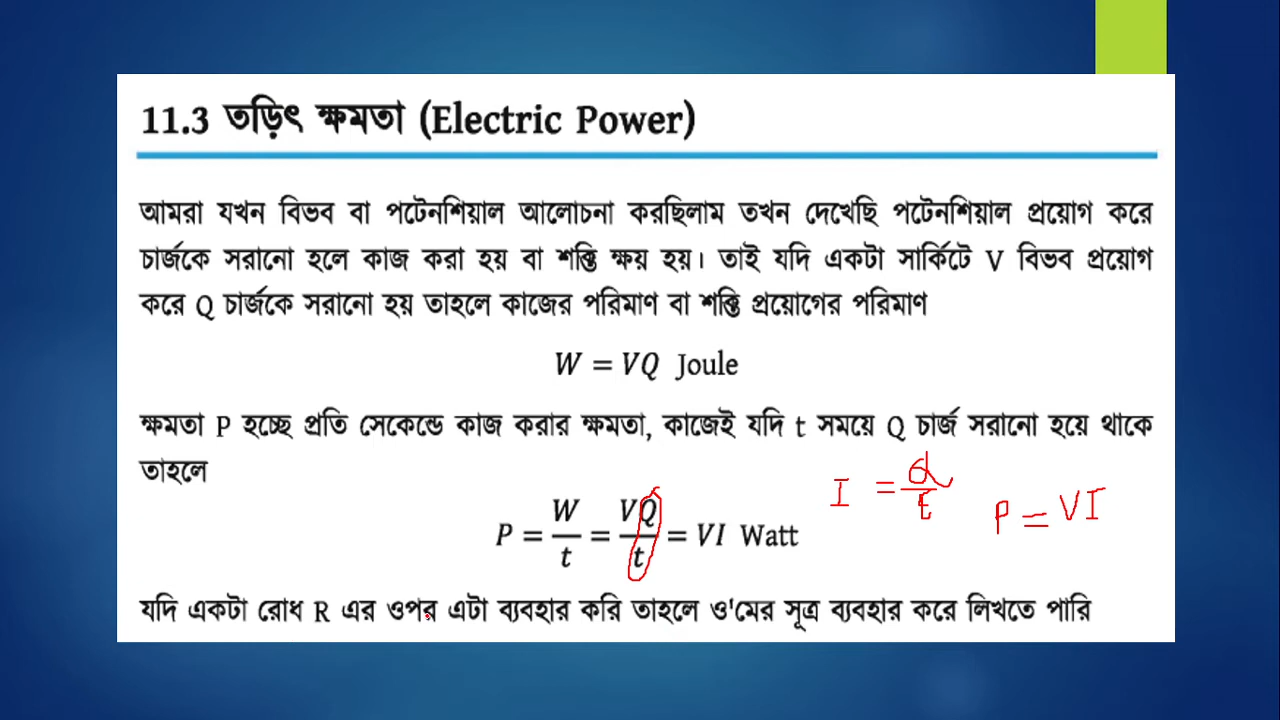 11.3 তড়িৎ ক্ষমতা (Electric Power)
আমরা যখন বিভব বা পটেনশিয়াল আলোচনা করছিলাম তখন দেখেছি পটেনশিয়াল প্রয়োগ করে
চার্জকে সরানো হলে কাজ করা হয় বা শক্তি ক্ষয় হয়। তাই যদি একটা সার্কিটে V বিভব প্রয়োগ
করে Q চার্জকে সরানো হয় তাহলে কাজের পরিমাণ বা শক্তি প্রয়োগের পরিমাণ
W = VQ Joule
ক্ষমতা P হচ্ছে প্রতি সেকেন্ডে কাজ করার ক্ষমতা, কাজেই যদি t সময়ে Q চার্জ সরানো হয়ে থাকে
তাহলে
P = W/t = VQ/t = VI Watt
I = Q/t
P = VI
যদি একটা রোধ R এর ওপর এটা ব্যবহার করি তাহলে ও'মের সূত্র ব্যবহার করে লিখতে পারি